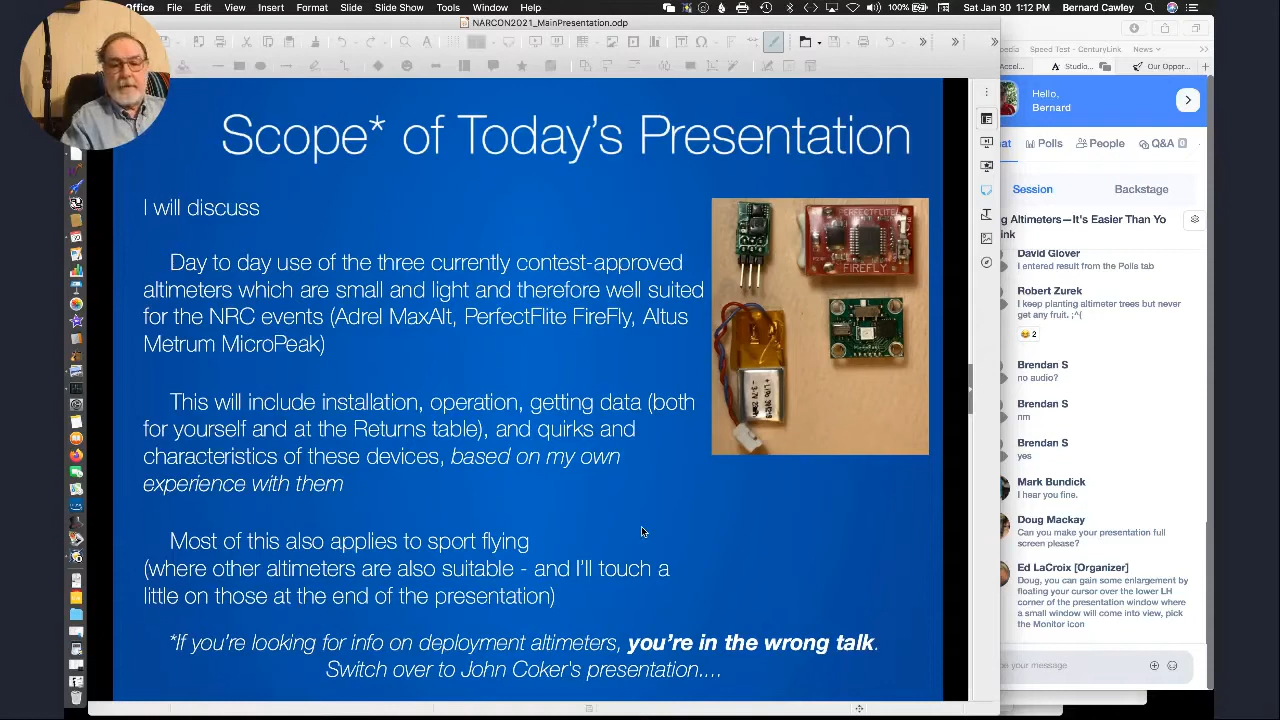 Office File Edit View Insert Format Slide Slide Show Tools Window Help
100%
Sat Jan 30 1:12 PM Bernard Cawley
NARCON2021_MainPresentation.odp
Scope* of Today's Presentation
I will discuss
Day to day use of the three currently contest-approved
altimeters which are small and light and therefore well suited
for the NRC events (Adrel MaxAlt, PerfectFlite FireFly, Altus
Metrum MicroPeak)
This will include installation, operation, getting data (both
for yourself and at the Returns table), and quirks and
characteristics of these devices, based on my own
experience with them
Most of this also applies to sport flying
(where other altimeters are also suitable - and I'll touch a
little on those at the end of the presentation)
*If you're looking for info on deployment altimeters, you're in the wrong talk.
Switch over to John Coker's presentation....
PERFECTFLITE
FIREFLY
pedia Speed Test - CenturyLink News
Accel... Studio... Our Oppor...
Hello,
Bernard
at Polls People Q&A 0
Session Backstage
g Altimeters—It's Easier Than Yo
ink
David Glover
I entered result from the Polls tab
Robert Zurek
I keep planting altimeter trees but never
get any fruit. ;^(
2
Brendan S
no audio?
Brendan S
nm
Brendan S
yes
Mark Bundick
I hear you fine.
Doug Mackay
Can you make your presentation full
screen please?
Ed LaCroix [Organizer]
Doug, you can gain some enlargement by
floating your cursor over the lower LH
corner of the presentation window where
a small window will come into view, pick
the Monitor icon
pe your message